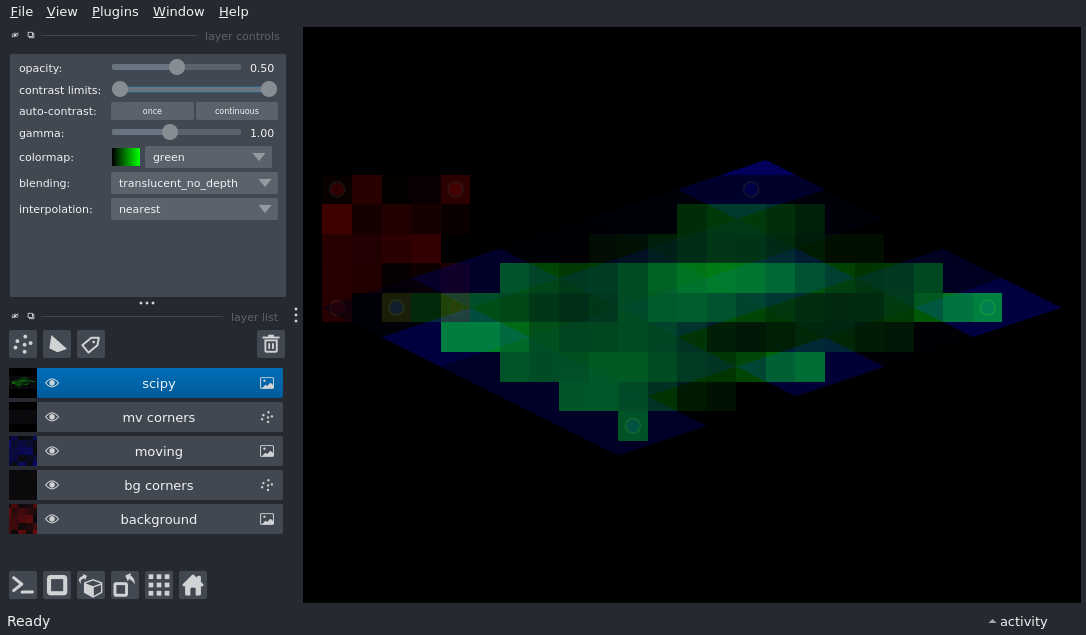 File View Plugins Window Help
layer controls
opacity: 0.50
contrast limits:
auto-contrast: once continuous
gamma: 1.00
colormap: green
blending: translucent_no_depth
interpolation: nearest
layer list
scipy
mv corners
moving
bg corners
background
Ready activity